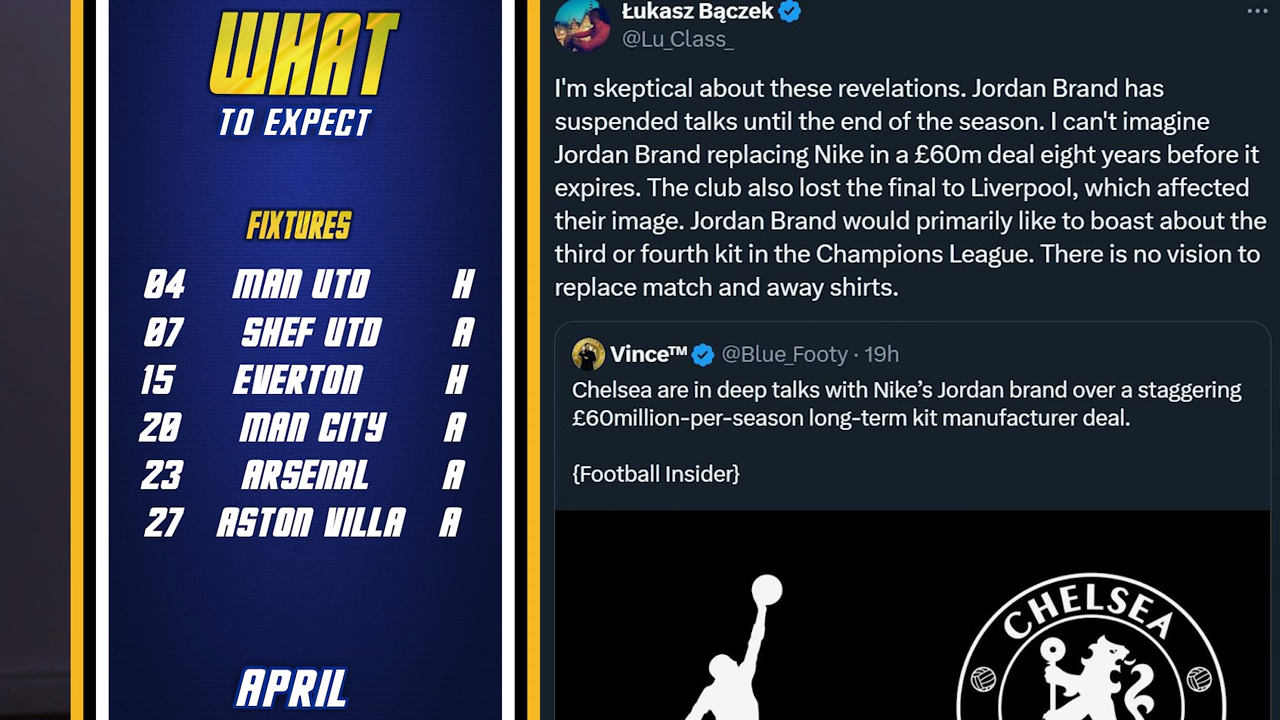 WHAT
TO EXPECT
FIXTURES
04 MAN UTD H
07 SHEF UTD A
15 EVERTON H
20 MAN CITY A
23 ARSENAL A
27 ASTON VILLA A
APRIL
Łukasz Bączek
@Lu_Class_
I'm skeptical about these revelations. Jordan Brand has
suspended talks until the end of the season. I can't imagine
Jordan Brand replacing Nike in a £60m deal eight years before it
expires. The club also lost the final to Liverpool, which affected
their image. Jordan Brand would primarily like to boast about the
third or fourth kit in the Champions League. There is no vision to
replace match and away shirts.
Vince™ @Blue_Footy · 19h
Chelsea are in deep talks with Nike’s Jordan brand over a staggering
£60million-per-season long-term kit manufacturer deal.
{Football Insider}
CHELSEA